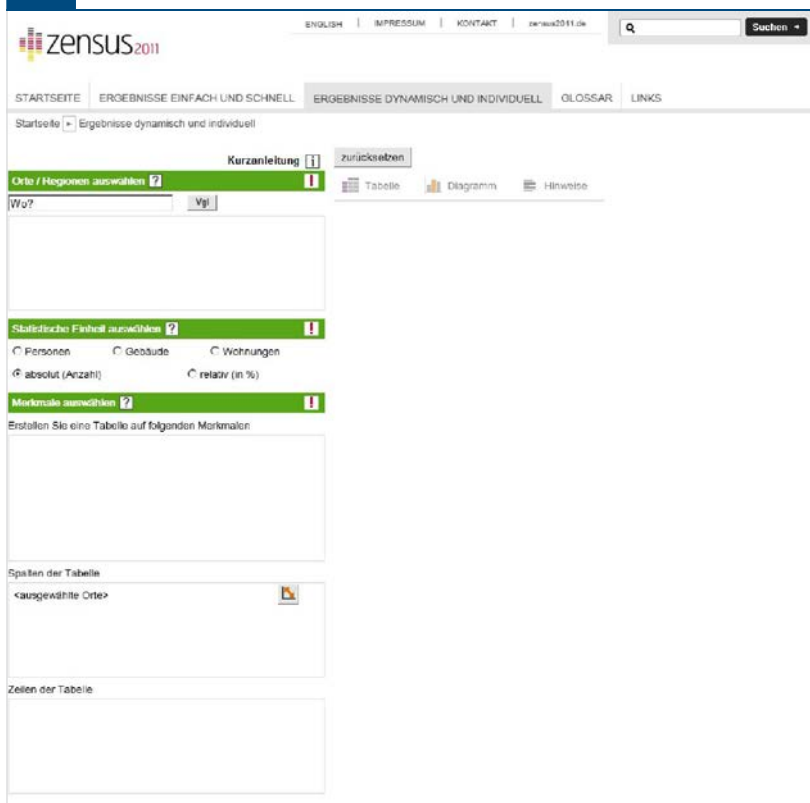 ENGLISH | IMPRESSUM | KONTAKT | zensus2011.de
Suchen
zensus2011
STARTSEITE ERGEBNISSE EINFACH UND SCHNELL ERGEBNISSE DYNAMISCH UND INDIVIDUELL GLOSSAR LINKS
Startseite Ergebnisse dynamisch und individuell
Kurzanleitung i zurücksetzen
Orte / Regionen auswählen ? !
Tabelle Diagramm Hinweise
Wo? Vgl
Statistische Einheit auswählen ? !
Personen Gebäude Wohnungen
absolut (Anzahl) relativ (in %)
Merkmale auswählen ? !
Erstellen Sie eine Tabelle auf folgenden Merkmalen
Spalten der Tabelle
<ausgewählte Orte>
Zeilen der Tabelle